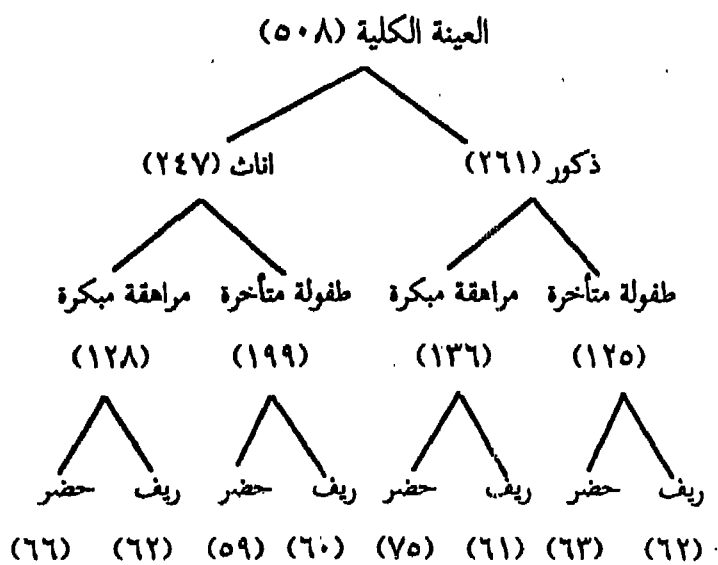 العينة الكلية (٥٠٨)
ذكور (٢٦١) اناث (٢٤٧)
طفولة متأخرة مراهقة مبكرة طفولة متأخرة مراهقة مبكرة
(١٢٥) (١٣٦) (١٩٩) (١٢٨)
ريف حضر ريف حضر ريف حضر ريف حضر
(٦٢) (٦٣) (٦١) (٧٥) (٦٠) (٥٩) (٦٢) (٦٦)